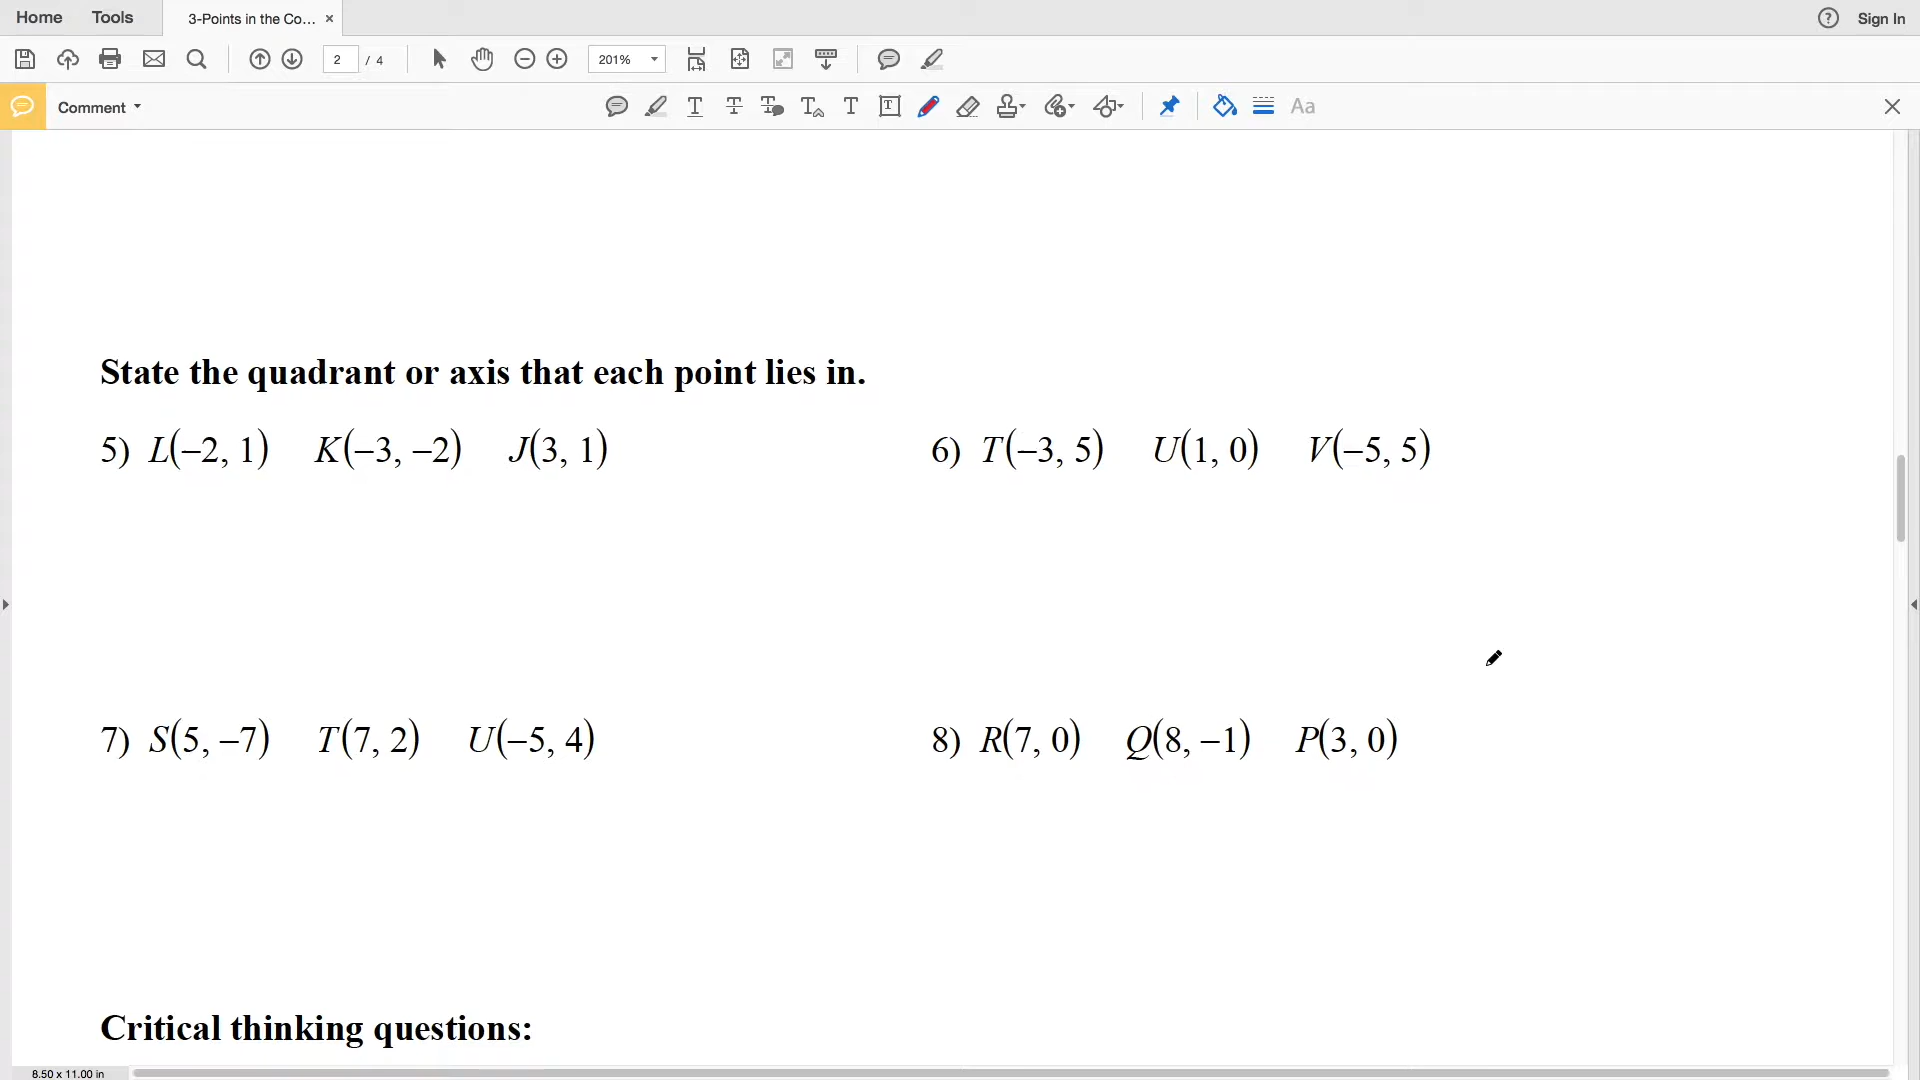 Home Tools 3-Points in the Co... × ? Sign In
2 / 4 201%
Comment T T T T T T Aa
State the quadrant or axis that each point lies in.
5) L(−2, 1) K(−3, −2) J(3, 1)
6) T(−3, 5) U(1, 0) V(−5, 5)
7) S(5, −7) T(7, 2) U(−5, 4)
8) R(7, 0) Q(8, −1) P(3, 0)
Critical thinking questions:
8.50 x 11.00 in